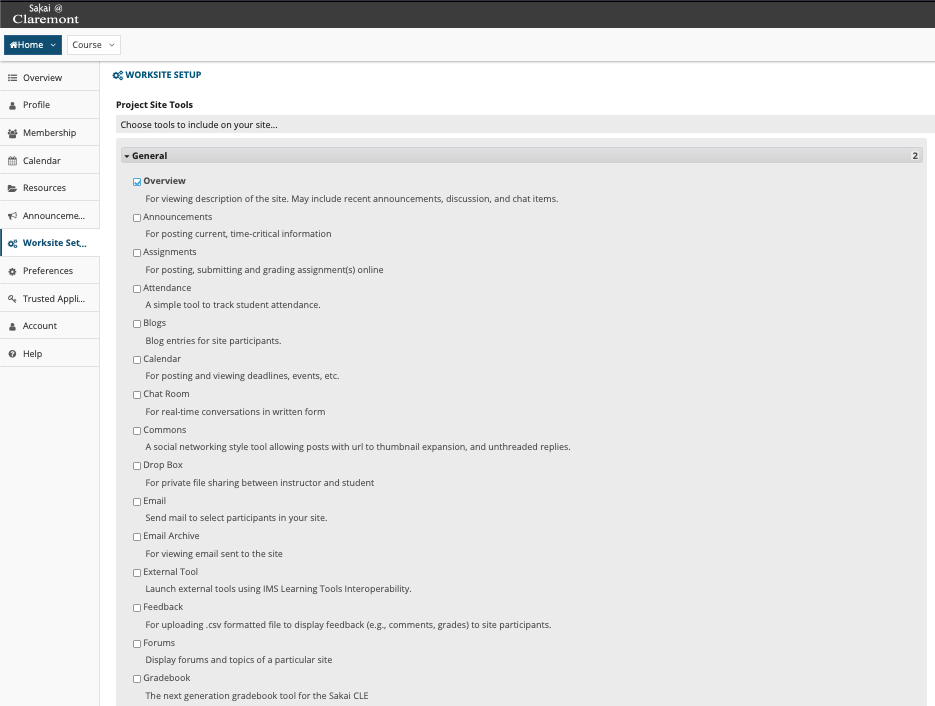 Sakai @
Claremont
Home
Course
Overview
Profile
Membership
Calendar
Resources
Announceme...
Worksite Set...
Preferences
Trusted Appli...
Account
Help
WORKSITE SETUP
Project Site Tools
Choose tools to include on your site...
General 2
Overview
For viewing description of the site. May include recent announcements, discussion, and chat items.
Announcements
For posting current, time-critical information
Assignments
For posting, submitting and grading assignment(s) online
Attendance
A simple tool to track student attendance.
Blogs
Blog entries for site participants.
Calendar
For posting and viewing deadlines, events, etc.
Chat Room
For real-time conversations in written form
Commons
A social networking style tool allowing posts with url to thumbnail expansion, and unthreaded replies.
Drop Box
For private file sharing between instructor and student
Email
Send mail to select participants in your site.
Email Archive
For viewing email sent to the site
External Tool
Launch external tools using IMS Learning Tools Interoperability.
Feedback
For uploading .csv formatted file to display feedback (e.g., comments, grades) to site participants.
Forums
Display forums and topics of a particular site
Gradebook
The next generation gradebook tool for the Sakai CLE